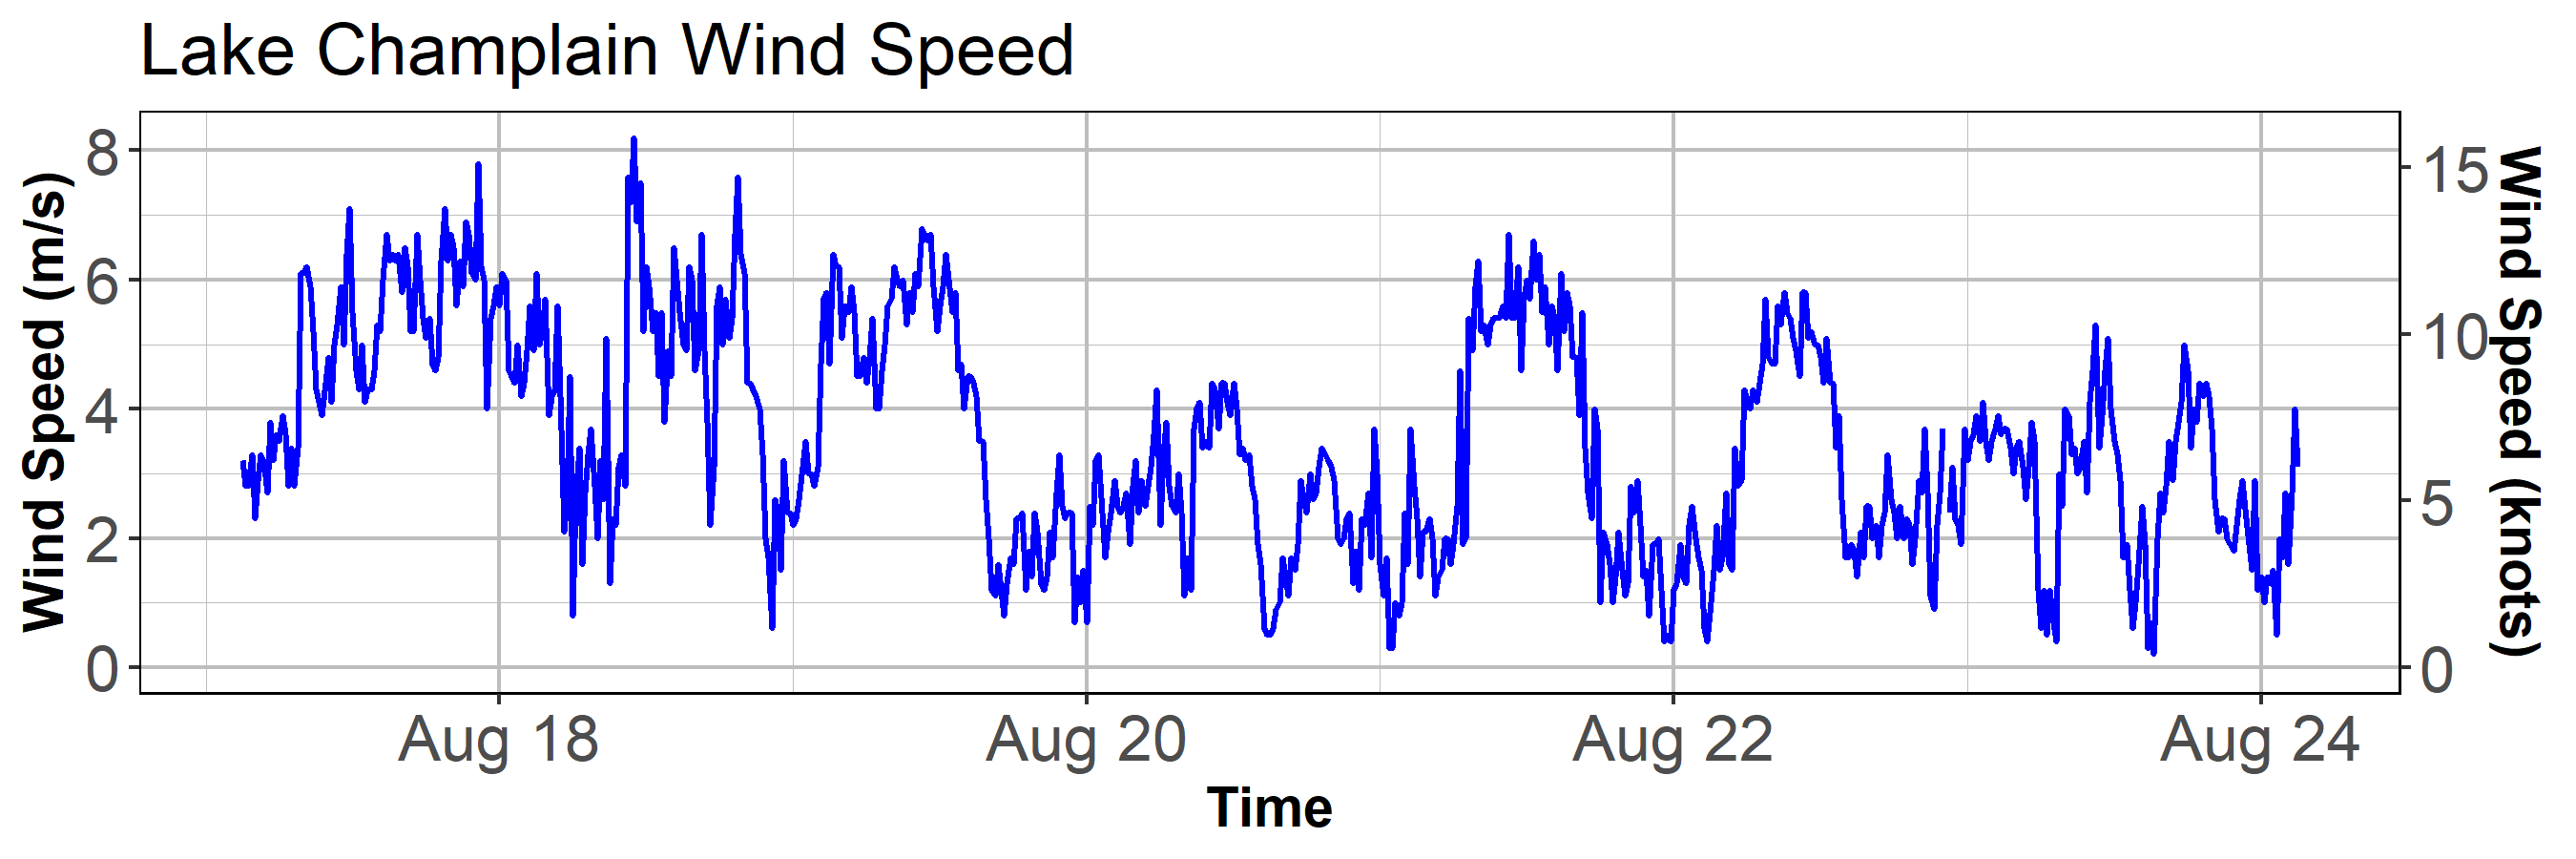 Lake Champlain Wind Speed
Wind Speed (m/s)
8
6
4
2
0
15
10
5
0
Wind Speed (knots)
Aug 18
Aug 20
Aug 22
Aug 24
Time